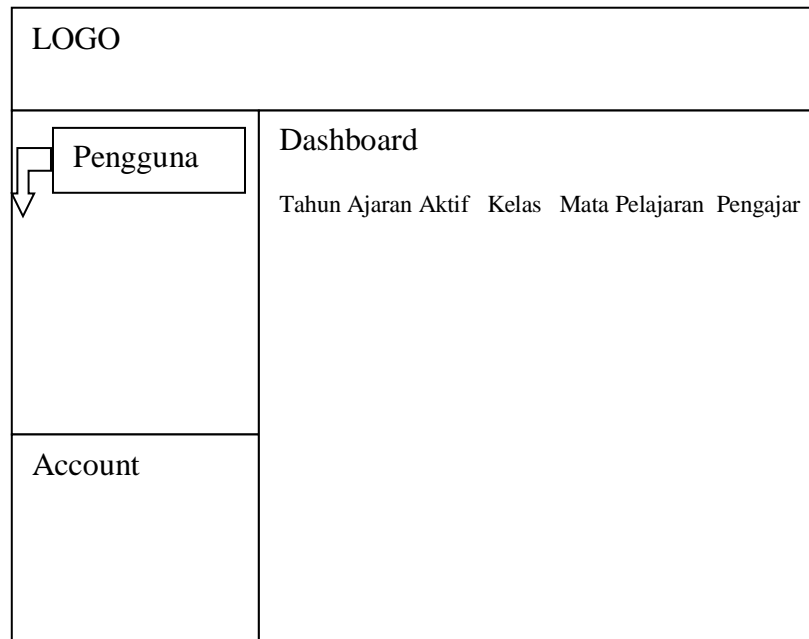 LOGO
Pengguna
Dashboard
Tahun Ajaran Aktif Kelas Mata Pelajaran Pengajar
Account